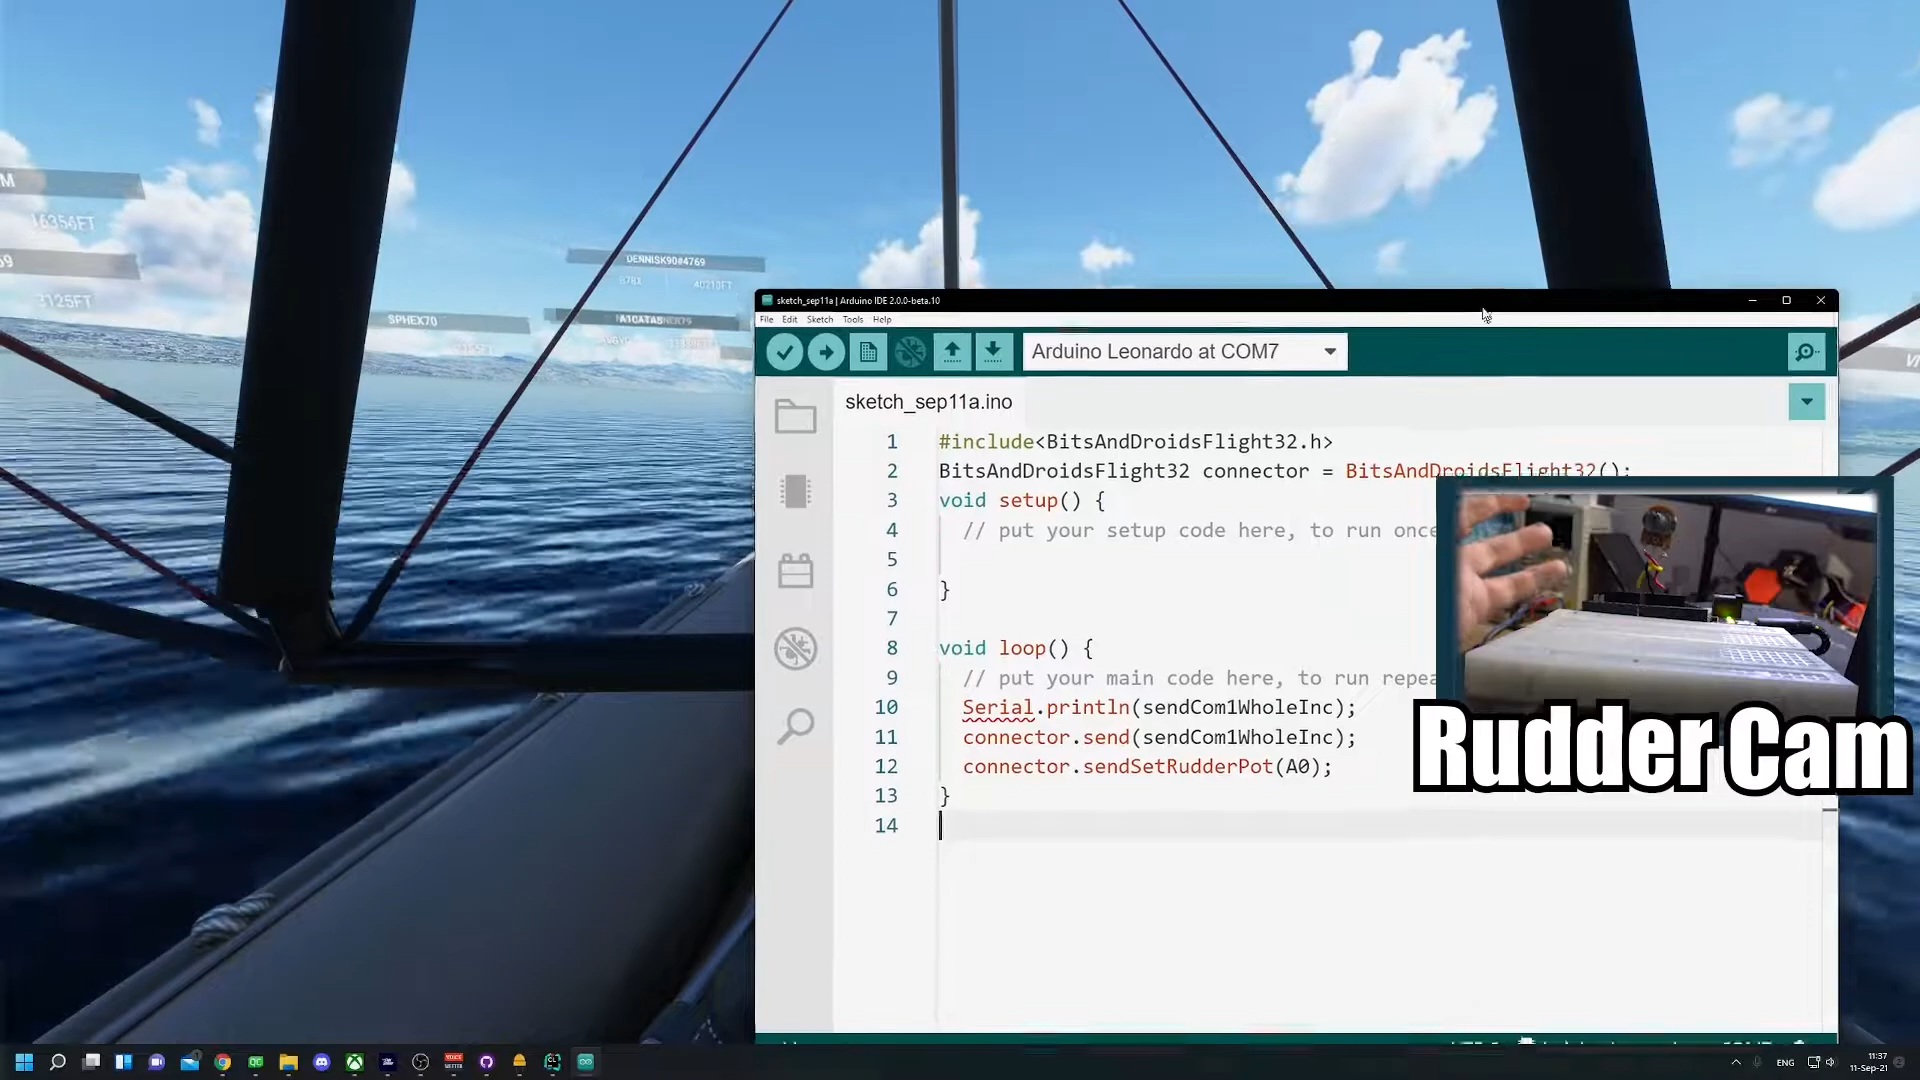 M
16356FT
69
3125FT
SPHEX70
DENNISK90#4769
B78X
40210FT
sketch_sep11a | Arduino IDE 2.0.0-beta.10
File Edit Sketch Tools Help
Arduino Leonardo at COM7
sketch_sep11a.ino
1 #include<BitsAndDroidsFlight32.h>
2 BitsAndDroidsFlight32 connector = BitsAndDroidsFlight32();
3 void setup() {
4 // put your setup code here, to run once
5
6 }
7
8 void loop() {
9 // put your main code here, to run repea
10 Serial.println(sendCom1WholeInc);
11 connector.send(sendCom1WholeInc);
12 connector.sendSetRudderPot(A0);
13 }
14
Rudder Cam
ENG
11:37
11-Sep-21